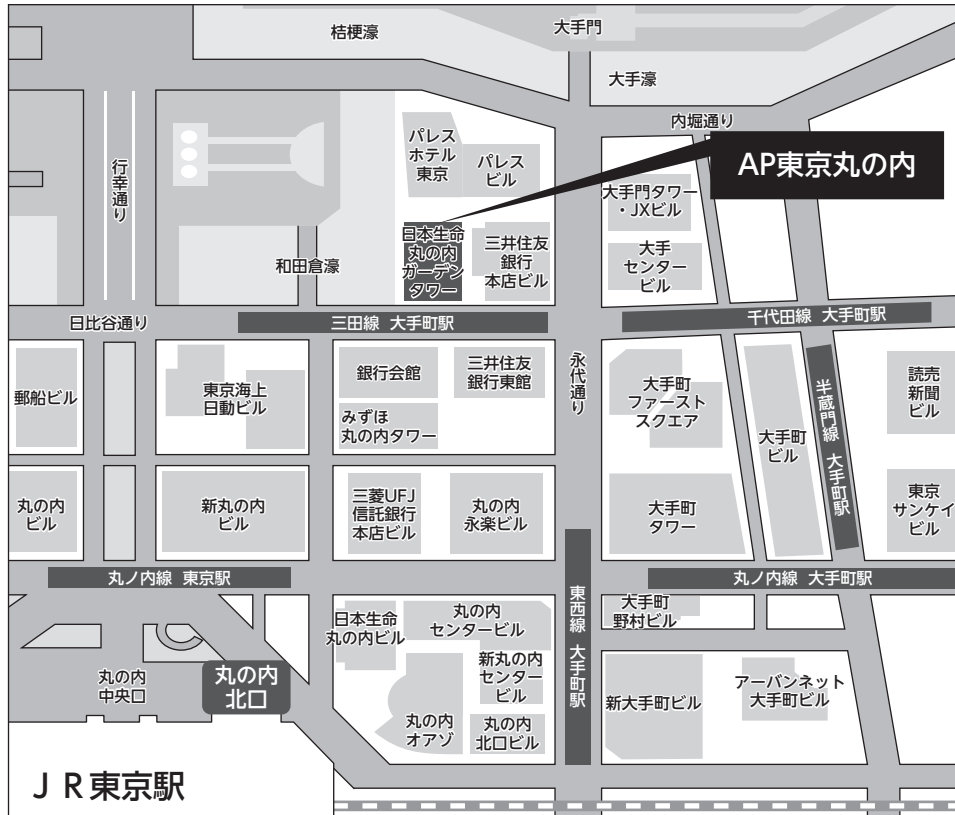 桔梗濠
大手門
大手濠
内堀通り
AP東京丸の内
行幸通り
パレス
ホテル
東京
パレス
ビル
大手門タワー
・JXビル
日本生命
丸の内
ガーデン
タワー
三井住友
銀行
本店ビル
大手
センター
ビル
和田倉濠
日比谷通り
三田線 大手町駅
千代田線 大手町駅
永代通り
郵船ビル
東京海上
日動ビル
銀行会館
三井住友
銀行東館
みずほ
丸の内タワー
大手町
ファースト
スクエア
大手町
ビル
半蔵門線 大手町駅
読売
新聞
ビル
丸の内
ビル
新丸の内
ビル
三菱UFJ
信託銀行
本店ビル
丸の内
永楽ビル
大手町
タワー
東京
サンケイ
ビル
丸ノ内線 東京駅
東西線 大手町駅
丸ノ内線 大手町駅
日本生命
丸の内ビル
丸の内
センタービル
大手町
野村ビル
丸の内
中央口
丸の内
北口
新丸の内
センター
ビル
丸の内
オアゾ
丸の内
北口ビル
新大手町ビル
アーバンネット
大手町ビル
ＪＲ東京駅